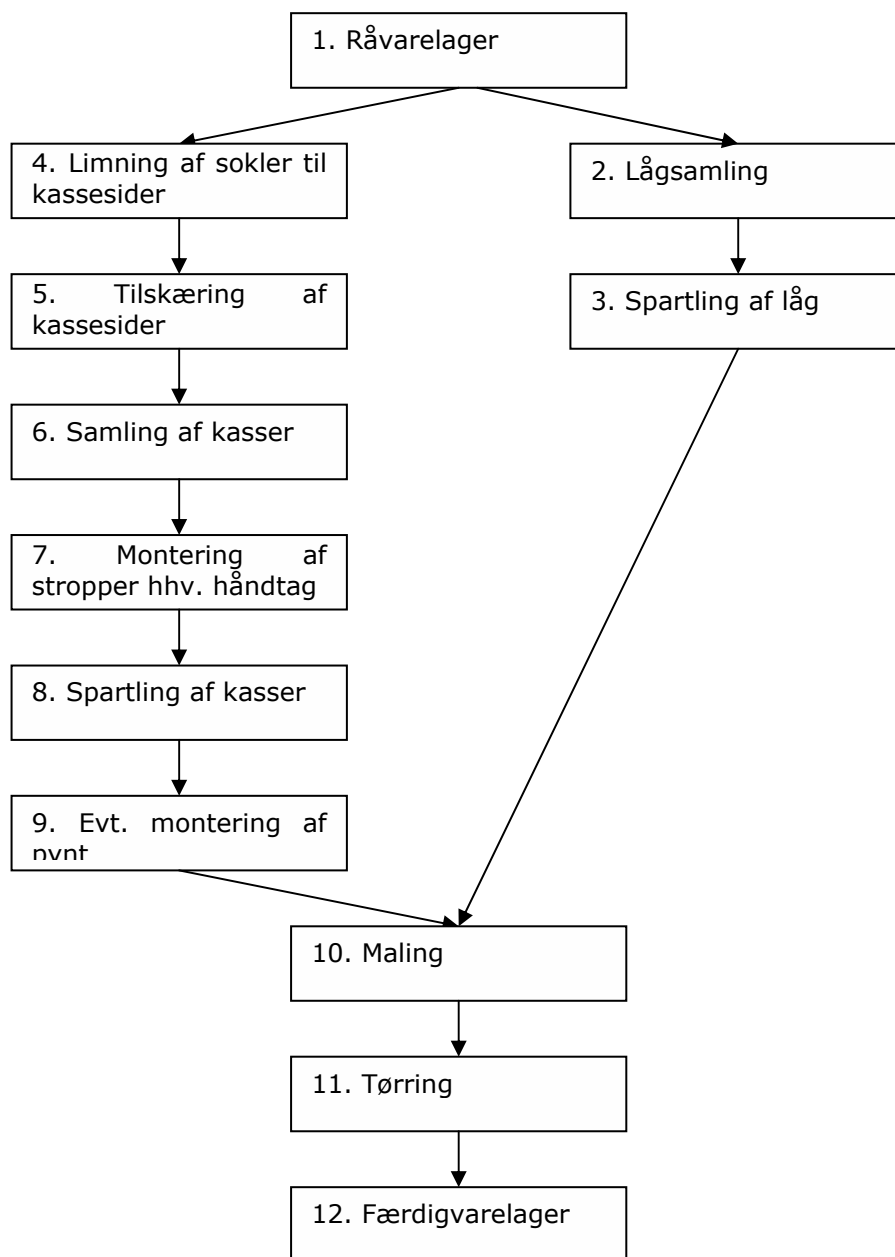 1. Råvarelager
4. Limning af sokler til
kassesider
2. Lågsamling
5. Tilskæring af
kassesider
3. Spartling af låg
6. Samling af kasser
7. Montering af
stropper hhv. håndtag
8. Spartling af kasser
9. Evt. montering af
pynt
10. Maling
11. Tørring
12. Færdigvarelager